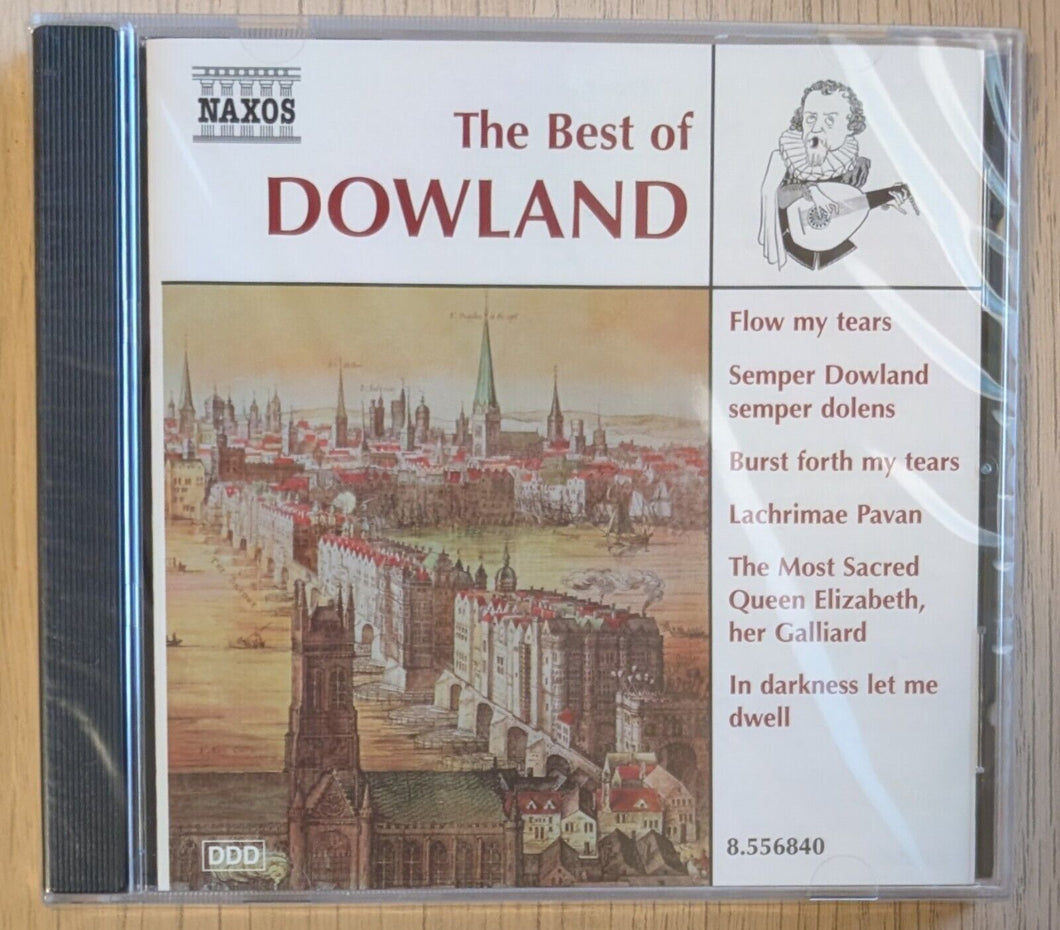 NAXOS
The Best of
DOWLAND
Flow my tears
Semper Dowland
semper dolens
Burst forth my tears
Lachrimae Pavan
The Most Sacred
Queen Elizabeth,
her Galliard
In darkness let me
dwell
8.556840
DDD